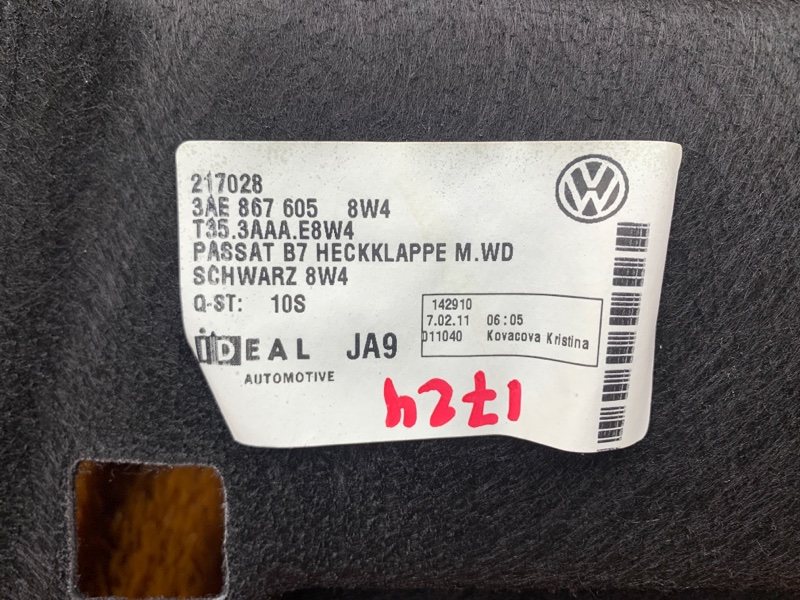 217028
3AE 867 605 8W4
T35.3AAA.E8W4
PASSAT B7 HECKKLAPPE M.WD
SCHWARZ 8W4
Q-ST: 10S
142910
7.02.11 06:05
011040 Kovacova Kristina
iDEAL JA9
AUTOMOTIVE
1724
VW